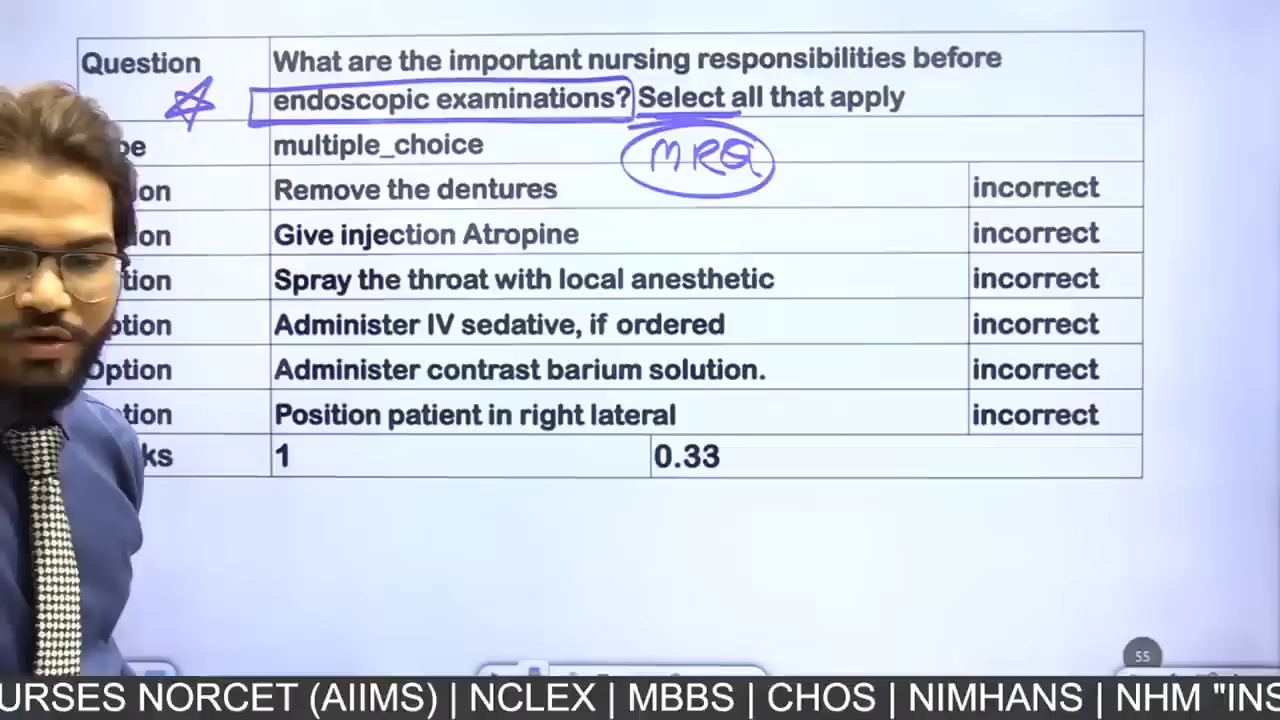 Question
What are the important nursing responsibilities before
endoscopic examinations? Select all that apply
multiple_choice
MRQ
Remove the dentures
incorrect
Give injection Atropine
incorrect
Spray the throat with local anesthetic
incorrect
Administer IV sedative, if ordered
incorrect
Option
Administer contrast barium solution.
incorrect
Position patient in right lateral
incorrect
1
0.33
55
NORCET (AIIMS) | NCLEX | MBBS | CHOS | NIMHANS | NHM